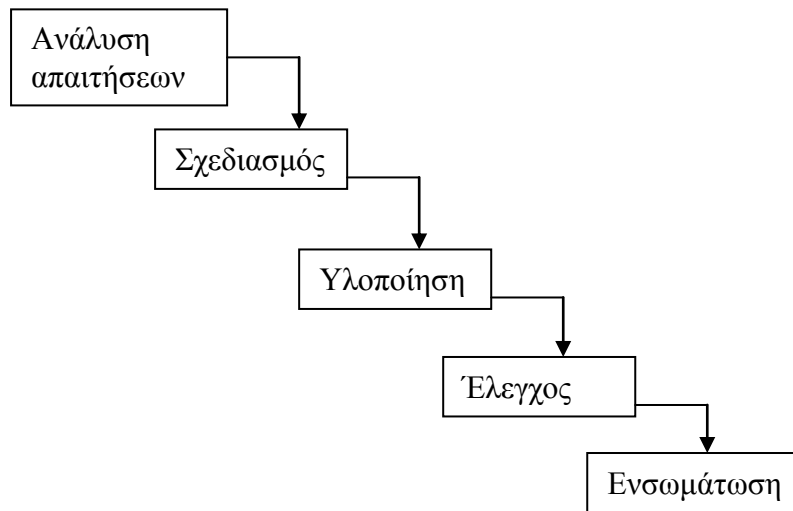 Ανάλυση
απαιτήσεων
Σχεδιασμός
Υλοποίηση
Έλεγχος
Ενσωμάτωση